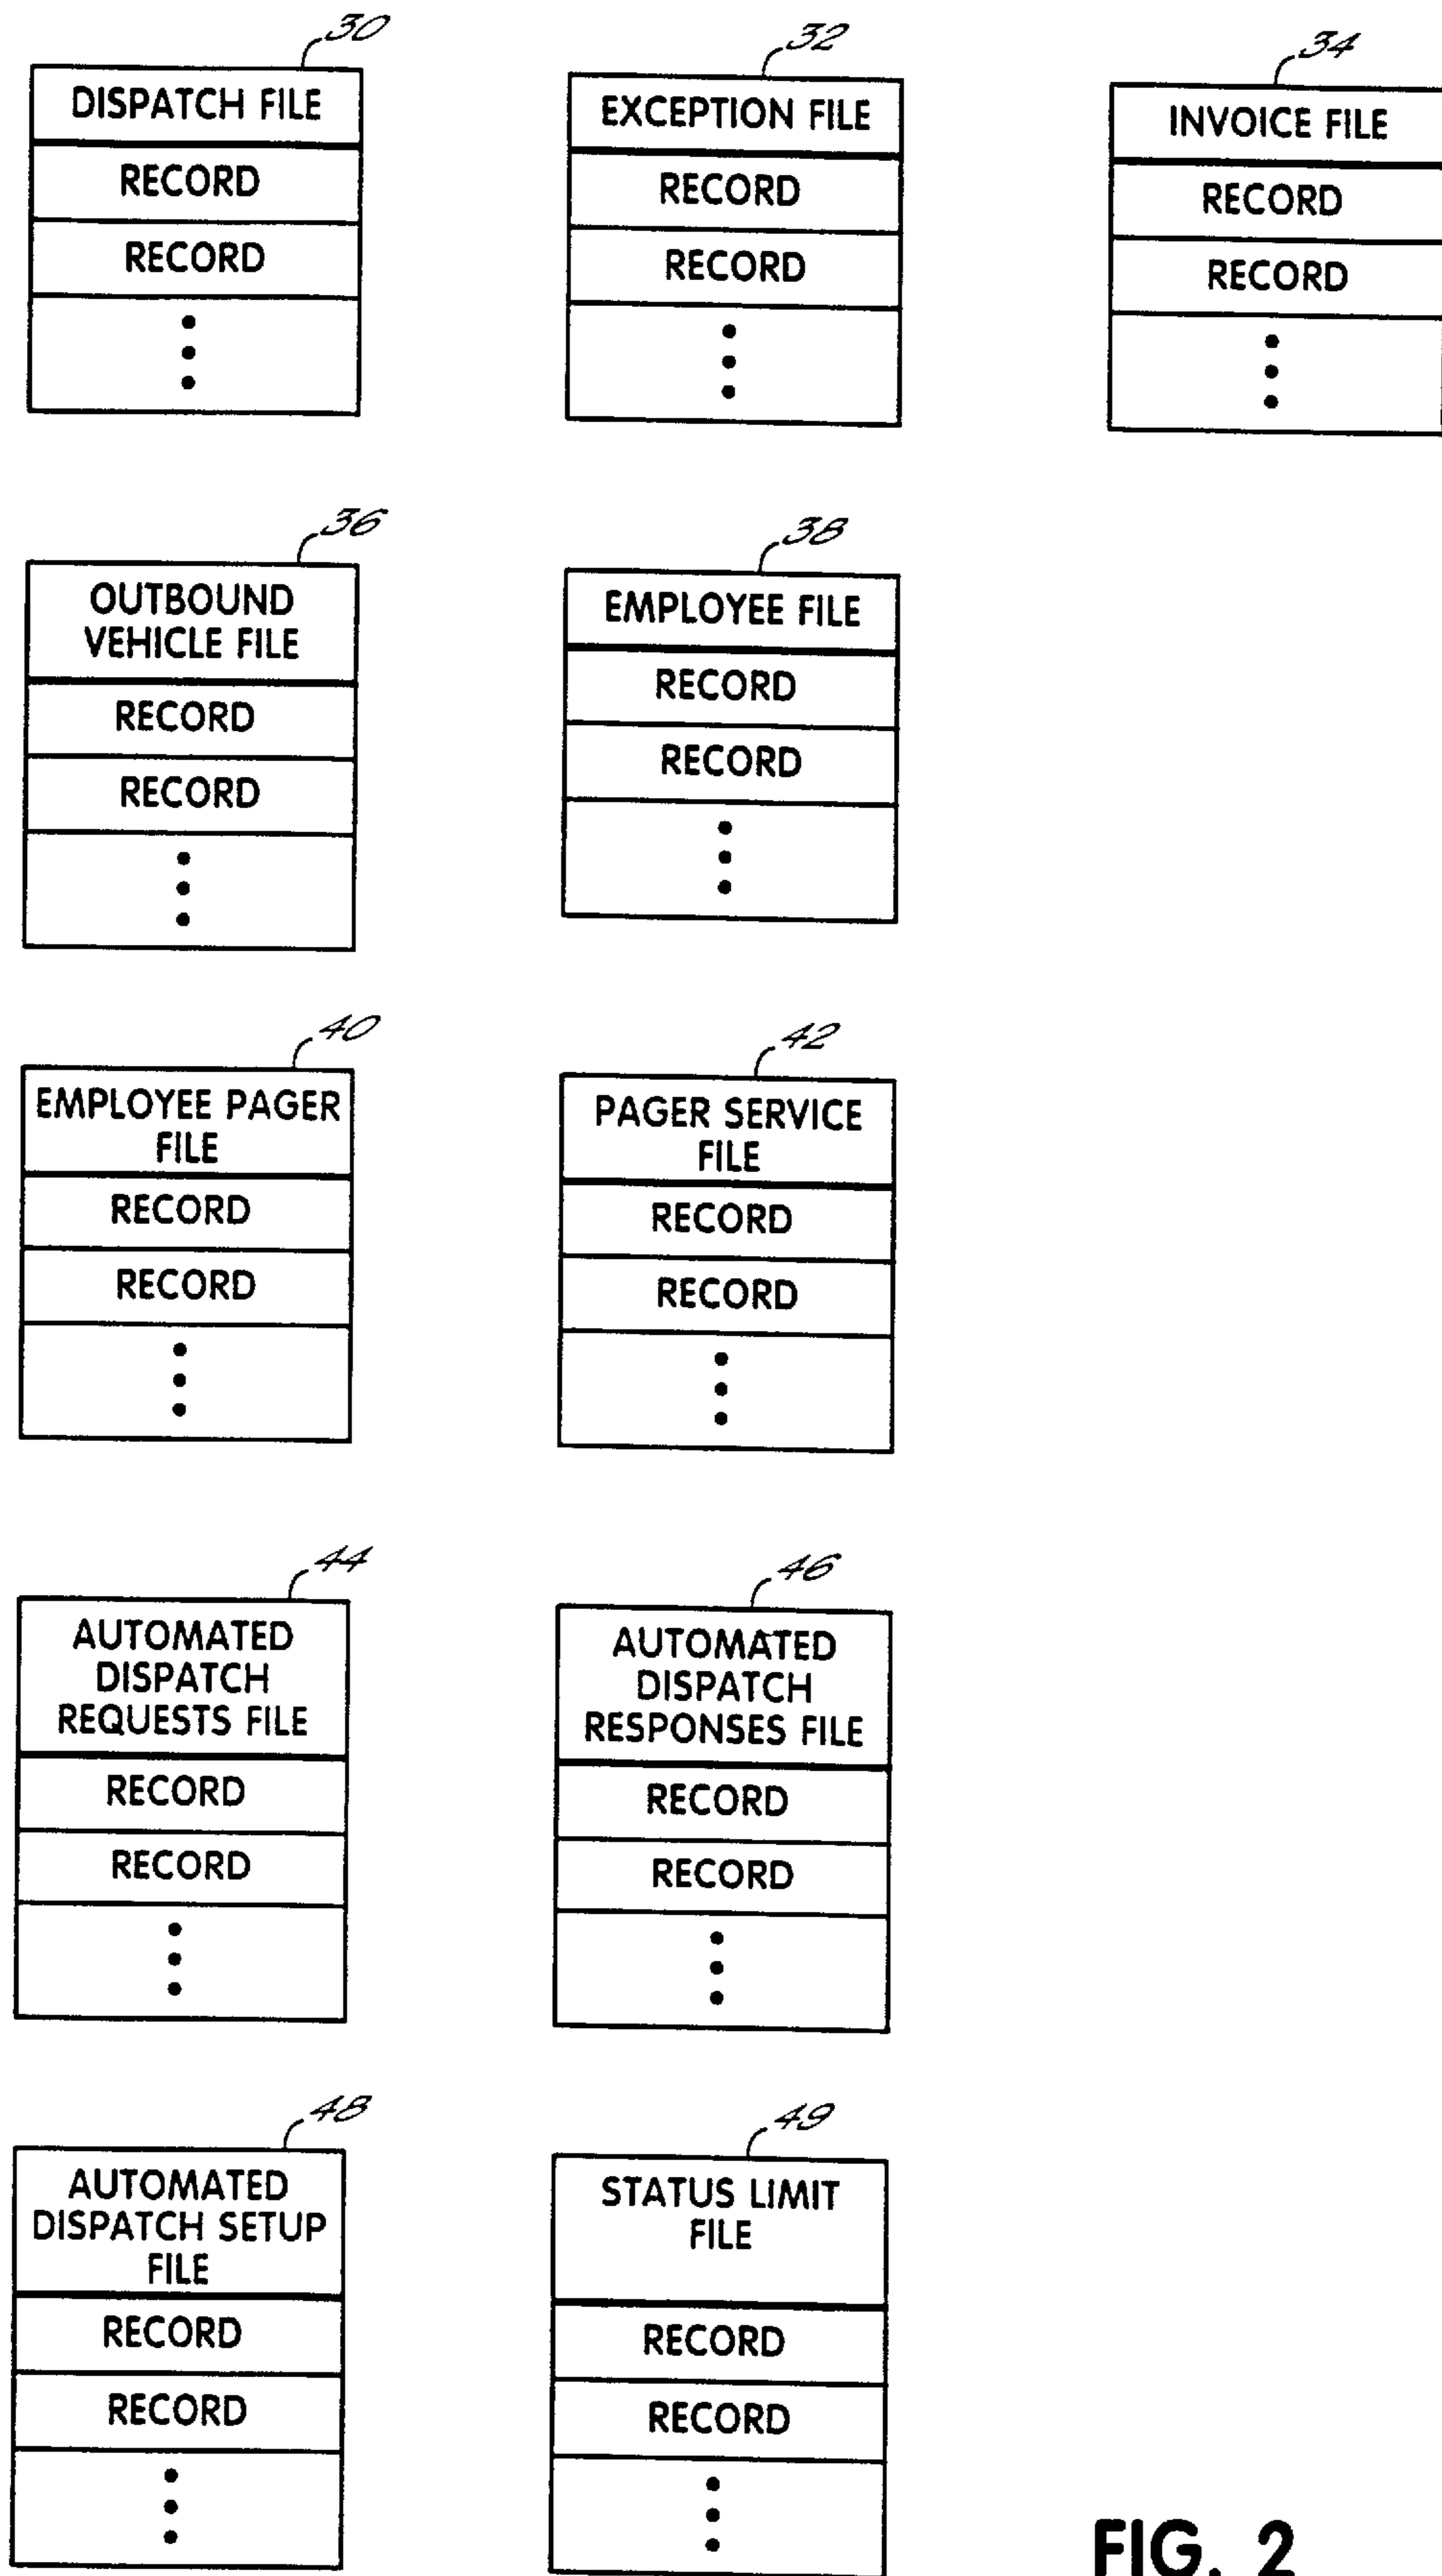 30
DISPATCH FILE
RECORD
RECORD
32
EXCEPTION FILE
RECORD
RECORD
34
INVOICE FILE
RECORD
RECORD
36
OUTBOUND
VEHICLE FILE
RECORD
RECORD
38
EMPLOYEE FILE
RECORD
RECORD
40
EMPLOYEE PAGER
FILE
RECORD
RECORD
42
PAGER SERVICE
FILE
RECORD
RECORD
44
AUTOMATED
DISPATCH
REQUESTS FILE
RECORD
RECORD
46
AUTOMATED
DISPATCH
RESPONSES FILE
RECORD
RECORD
48
AUTOMATED
DISPATCH SETUP
FILE
RECORD
RECORD
49
STATUS LIMIT
FILE
RECORD
RECORD
FIG. 2